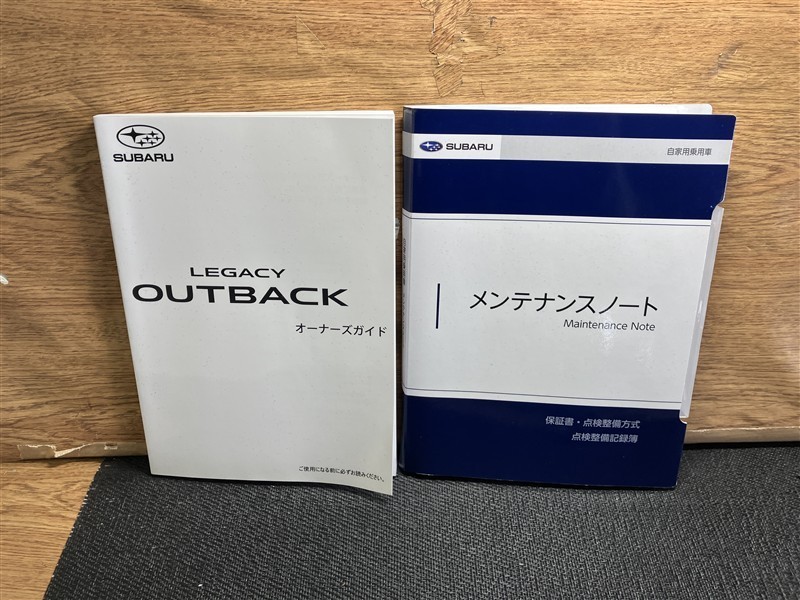 SUBARU
LEGACY
OUTBACK
オーナーズガイド
ご使用になる前に必ずお読みください。
SUBARU
自家用乗用車
メンテナンスノート
Maintenance Note
保証書・点検整備方式
点検整備記録簿